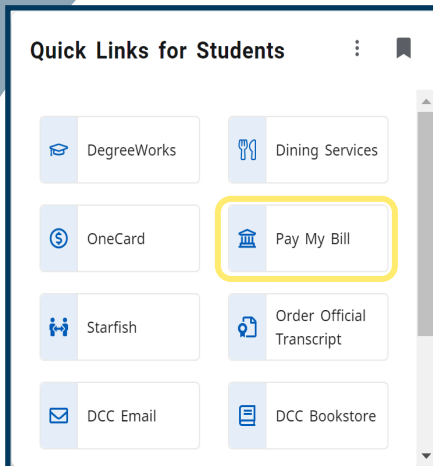 Quick Links for Students
DegreeWorks
Dining Services
OneCard
Pay My Bill
Starfish
Order Official
Transcript
DCC Email
DCC Bookstore